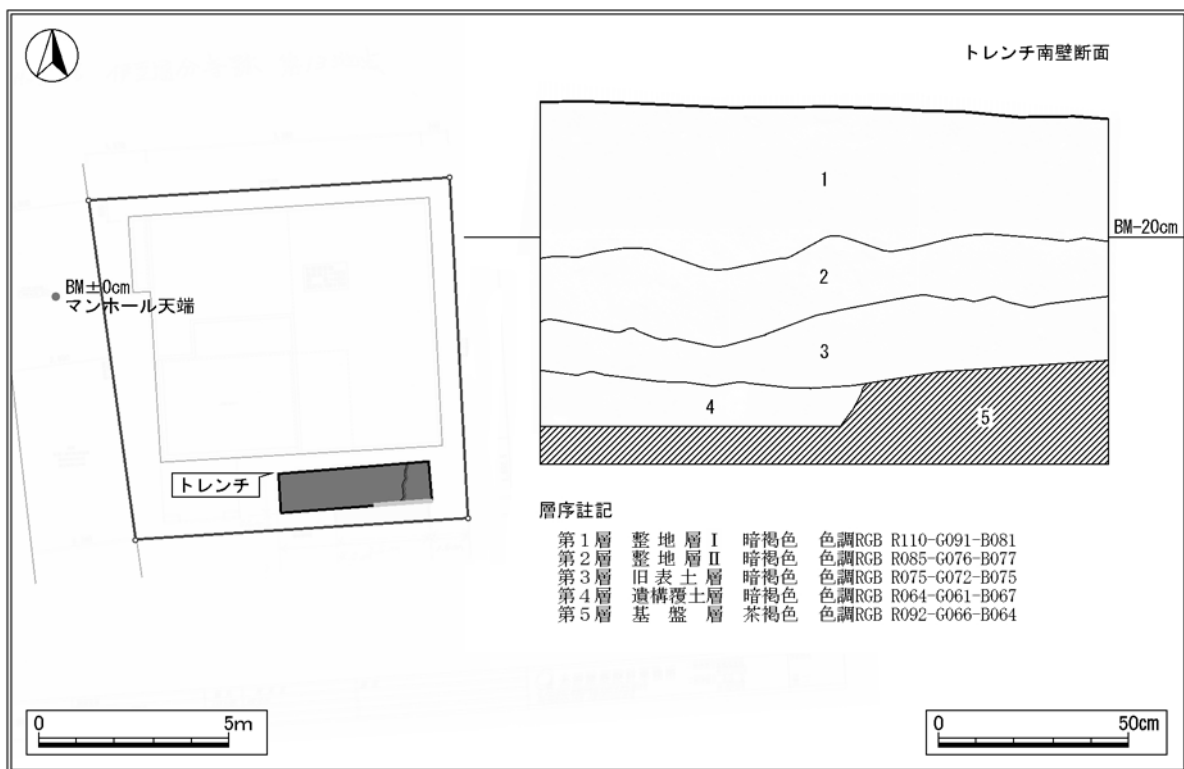 トレンチ南壁断面
1
BM-20cm
2
3
4
5
BM±0cm
マンホール天端
トレンチ
層序註記
第1層 整地層Ⅰ 暗褐色 色調RGB R110-G091-B081
第2層 整地層Ⅱ 暗褐色 色調RGB R085-G076-B077
第3層 旧表土層 暗褐色 色調RGB R075-G072-B075
第4層 遺構覆土層 暗褐色 色調RGB R064-G061-B067
第5層 基盤層 茶褐色 色調RGB R092-G066-B064
0 5m
0 50cm